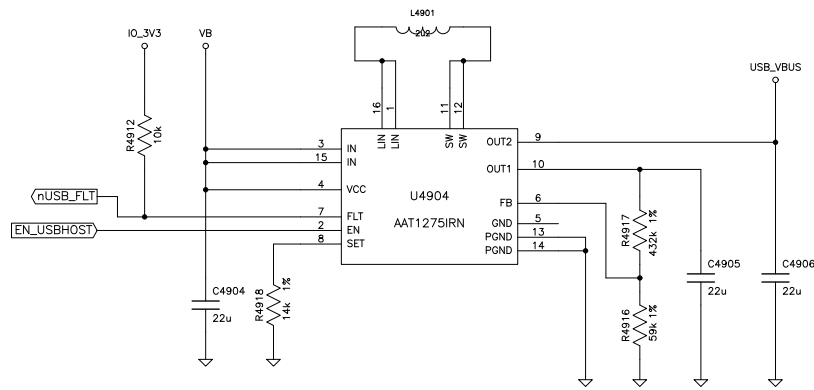 L4901
2u2
IO_3V3
VB
USB_VBUS
16
1
11
12
LIN
LIN
SW
SW
R4912
10k
3
IN
15
IN
4
VCC
7
FLT
2
EN
8
SET
U4904
AAT1275IRN
OUT2
9
OUT1
10
FB
6
GND
5
PGND
13
PGND
14
nUSB_FLT
EN_USBHOST
R4917
432k 1%
C4904
22u
R4918
14k 1%
R4916
59k 1%
C4905
22u
C4906
22u